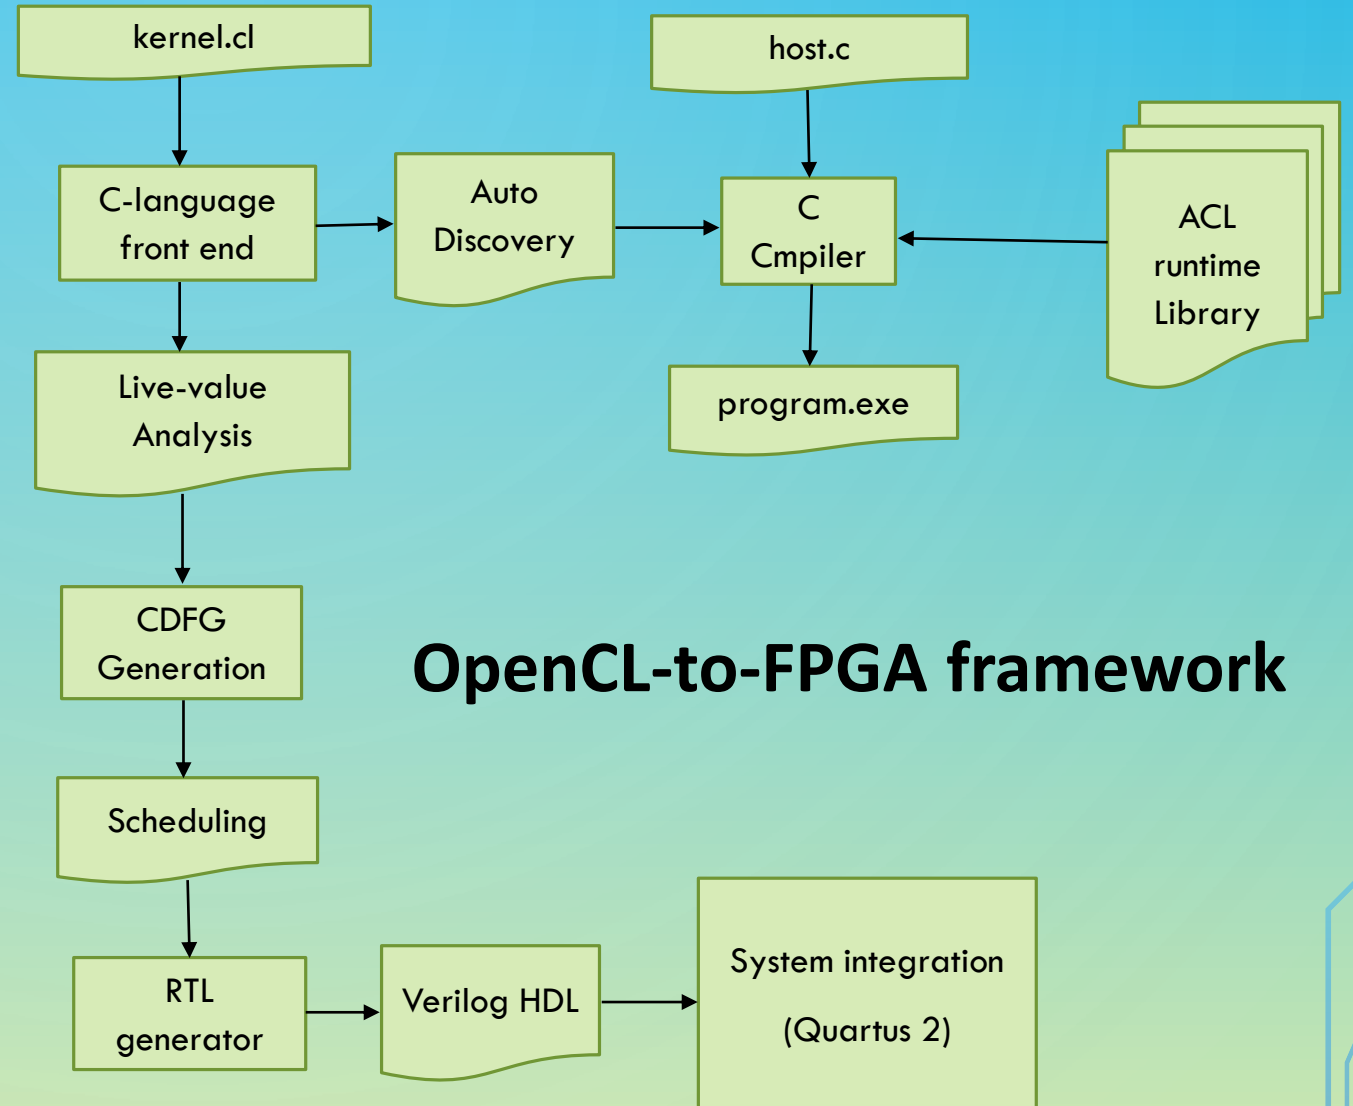 kernel.cl
host.c
C-language
front end
Auto
Discovery
C
Cmpiler
ACL
runtime
Library
Live-value
Analysis
program.exe
CDFG
Generation
OpenCL-to-FPGA framework
Scheduling
RTL
generator
Verilog HDL
System integration
(Quartus 2)